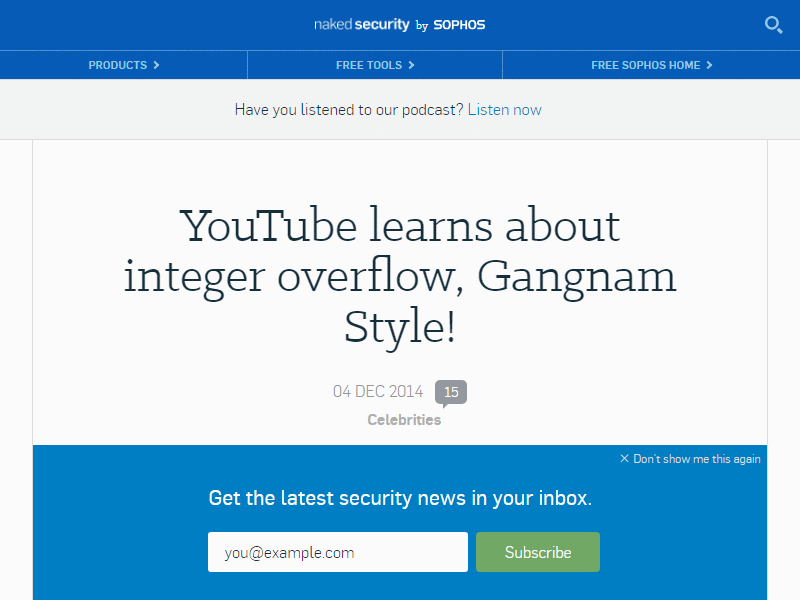 naked security by SOPHOS
PRODUCTS
FREE TOOLS
FREE SOPHOS HOME
Have you listened to our podcast? Listen now
YouTube learns about
integer overflow, Gangnam
Style!
04 DEC 2014 15
Celebrities
Don't show me this again
Get the latest security news in your inbox.
you@example.com Subscribe